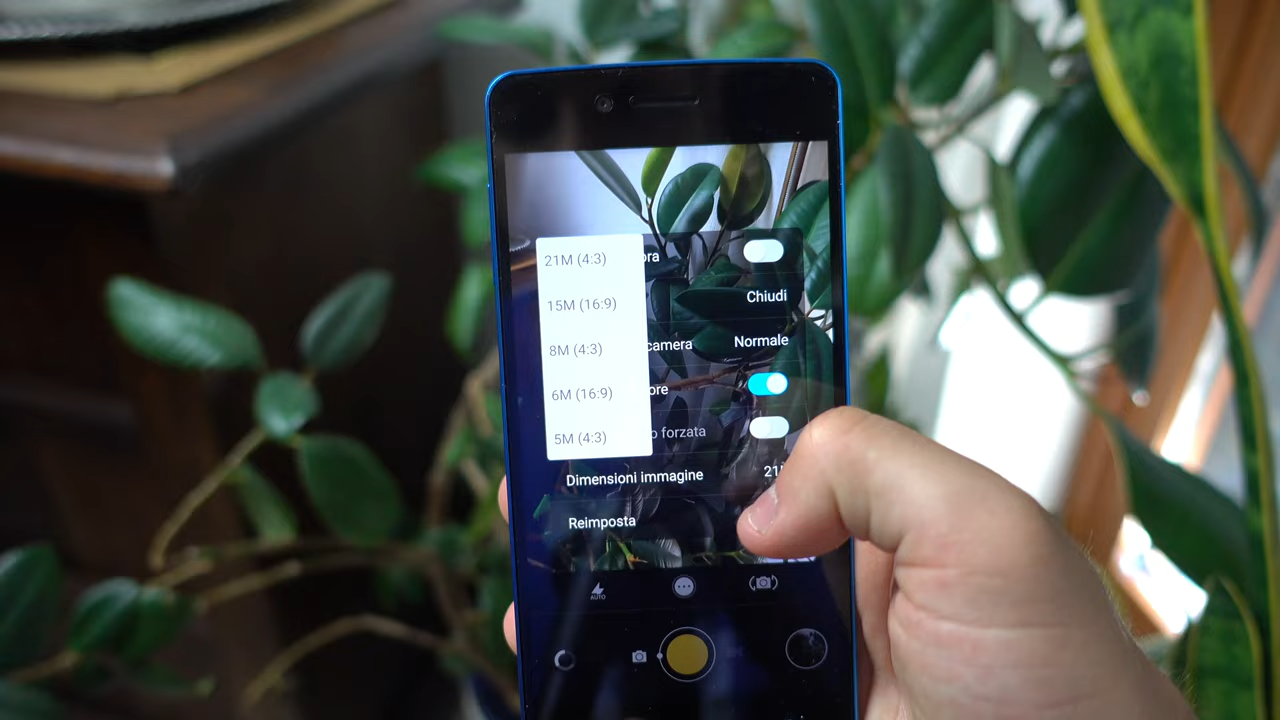 21M (4:3)
15M (16:9)
Chiudi
8M (4:3)
camera
Normale
6M (16:9)
5M (4:3)
forzata
Dimensioni immagine
Reimposta
AUTO